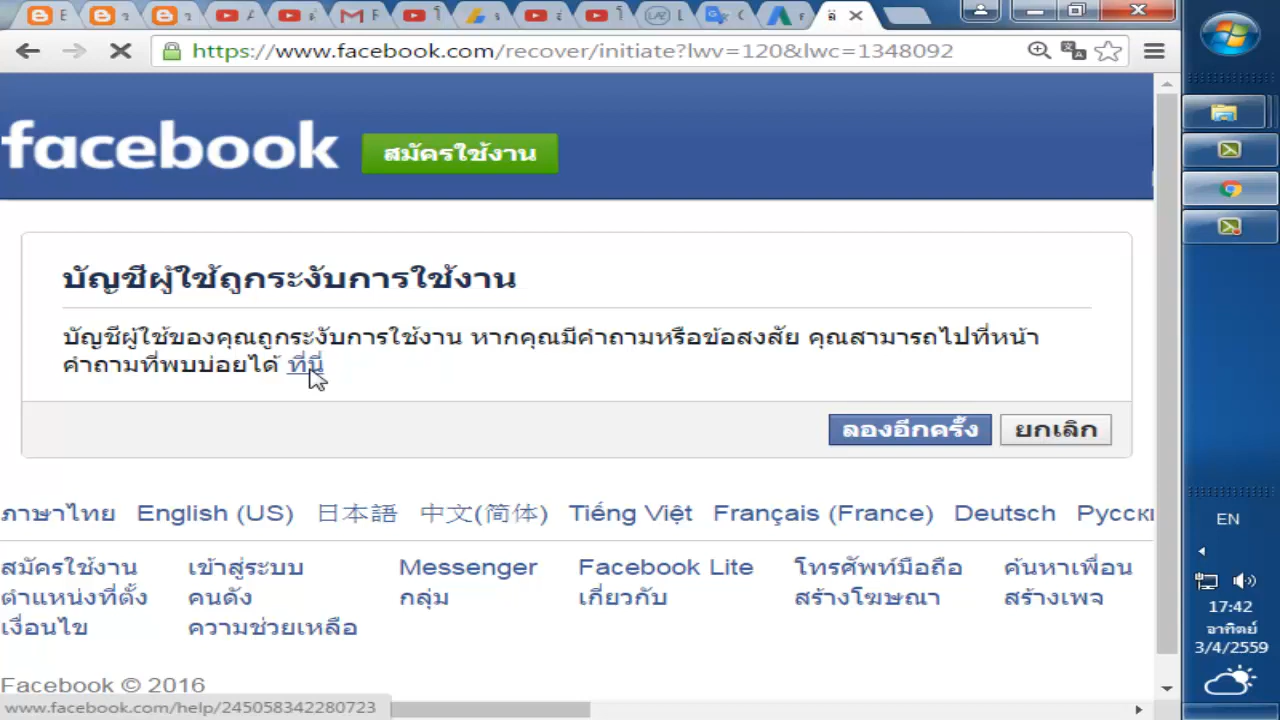 https://www.facebook.com/recover/initiate?lwv=120&lwc=1348092
facebook
สมัครใช้งาน
บัญชีผู้ใช้ถูกระงับการใช้งาน
บัญชีผู้ใช้ของคุณถูกระงับการใช้งาน หากคุณมีคำถามหรือข้อสงสัย คุณสามารถไปที่หน้า
คำถามที่พบบ่อยได้ ที่นี่
ลองอีกครั้ง ยกเลิก
ภาษาไทย English (US) 日本語 中文(简体) Tiếng Việt Français (France) Deutsch
สมัครใช้งาน เข้าสู่ระบบ Messenger Facebook Lite โทรศัพท์มือถือ ค้นหาเพื่อน
ตำแหน่งที่ตั้ง คนดัง กลุ่ม เกี่ยวกับ สร้างโฆษณา สร้างเพจ
เงื่อนไข ความช่วยเหลือ
Facebook © 2016
www.facebook.com/help/245058342280723
EN
17:42
อาทิตย์
3/4/2559